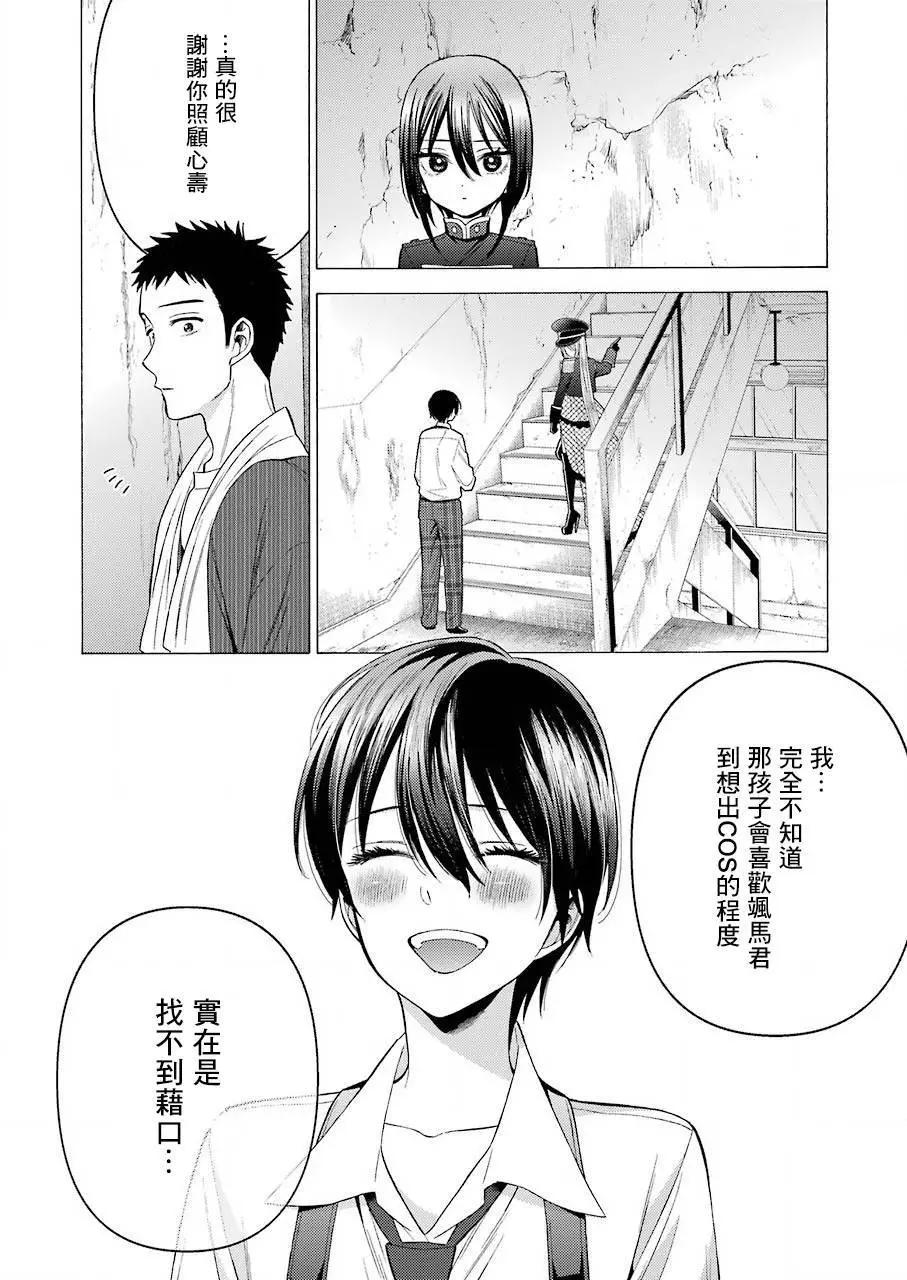 …真的很
謝謝你照顧心壽
我…
完全不知道
那孩子會喜歡颯馬君
到想出COS的程度
實在是
找不到藉口…